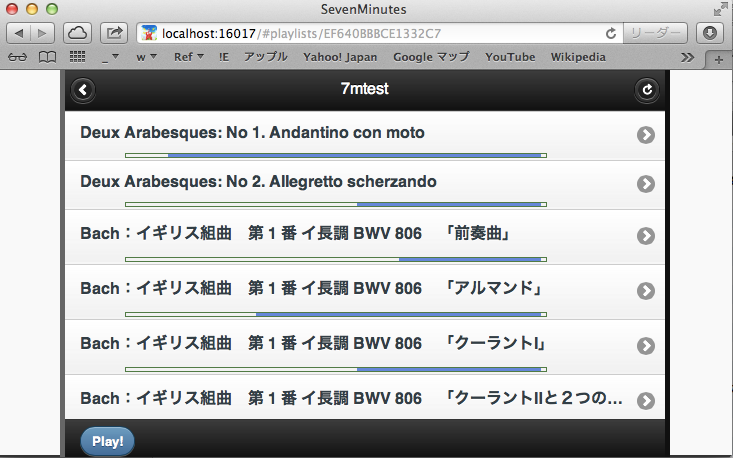 SevenMinutes
localhost:16017/#playlists/EF640BBBCE1332C7
リーダー
_ w Ref !E アップル Yahoo! Japan Google マップ YouTube Wikipedia
7mtest
Deux Arabesques: No 1. Andantino con moto
Deux Arabesques: No 2. Allegretto scherzando
Bach：イギリス組曲　第１番 イ長調 BWV 806　「前奏曲」
Bach：イギリス組曲　第１番 イ長調 BWV 806　「アルマンド」
Bach：イギリス組曲　第１番 イ長調 BWV 806　「クーラントI」
Bach：イギリス組曲　第１番 イ長調 BWV 806　「クーラントIIと２つの…
Play!